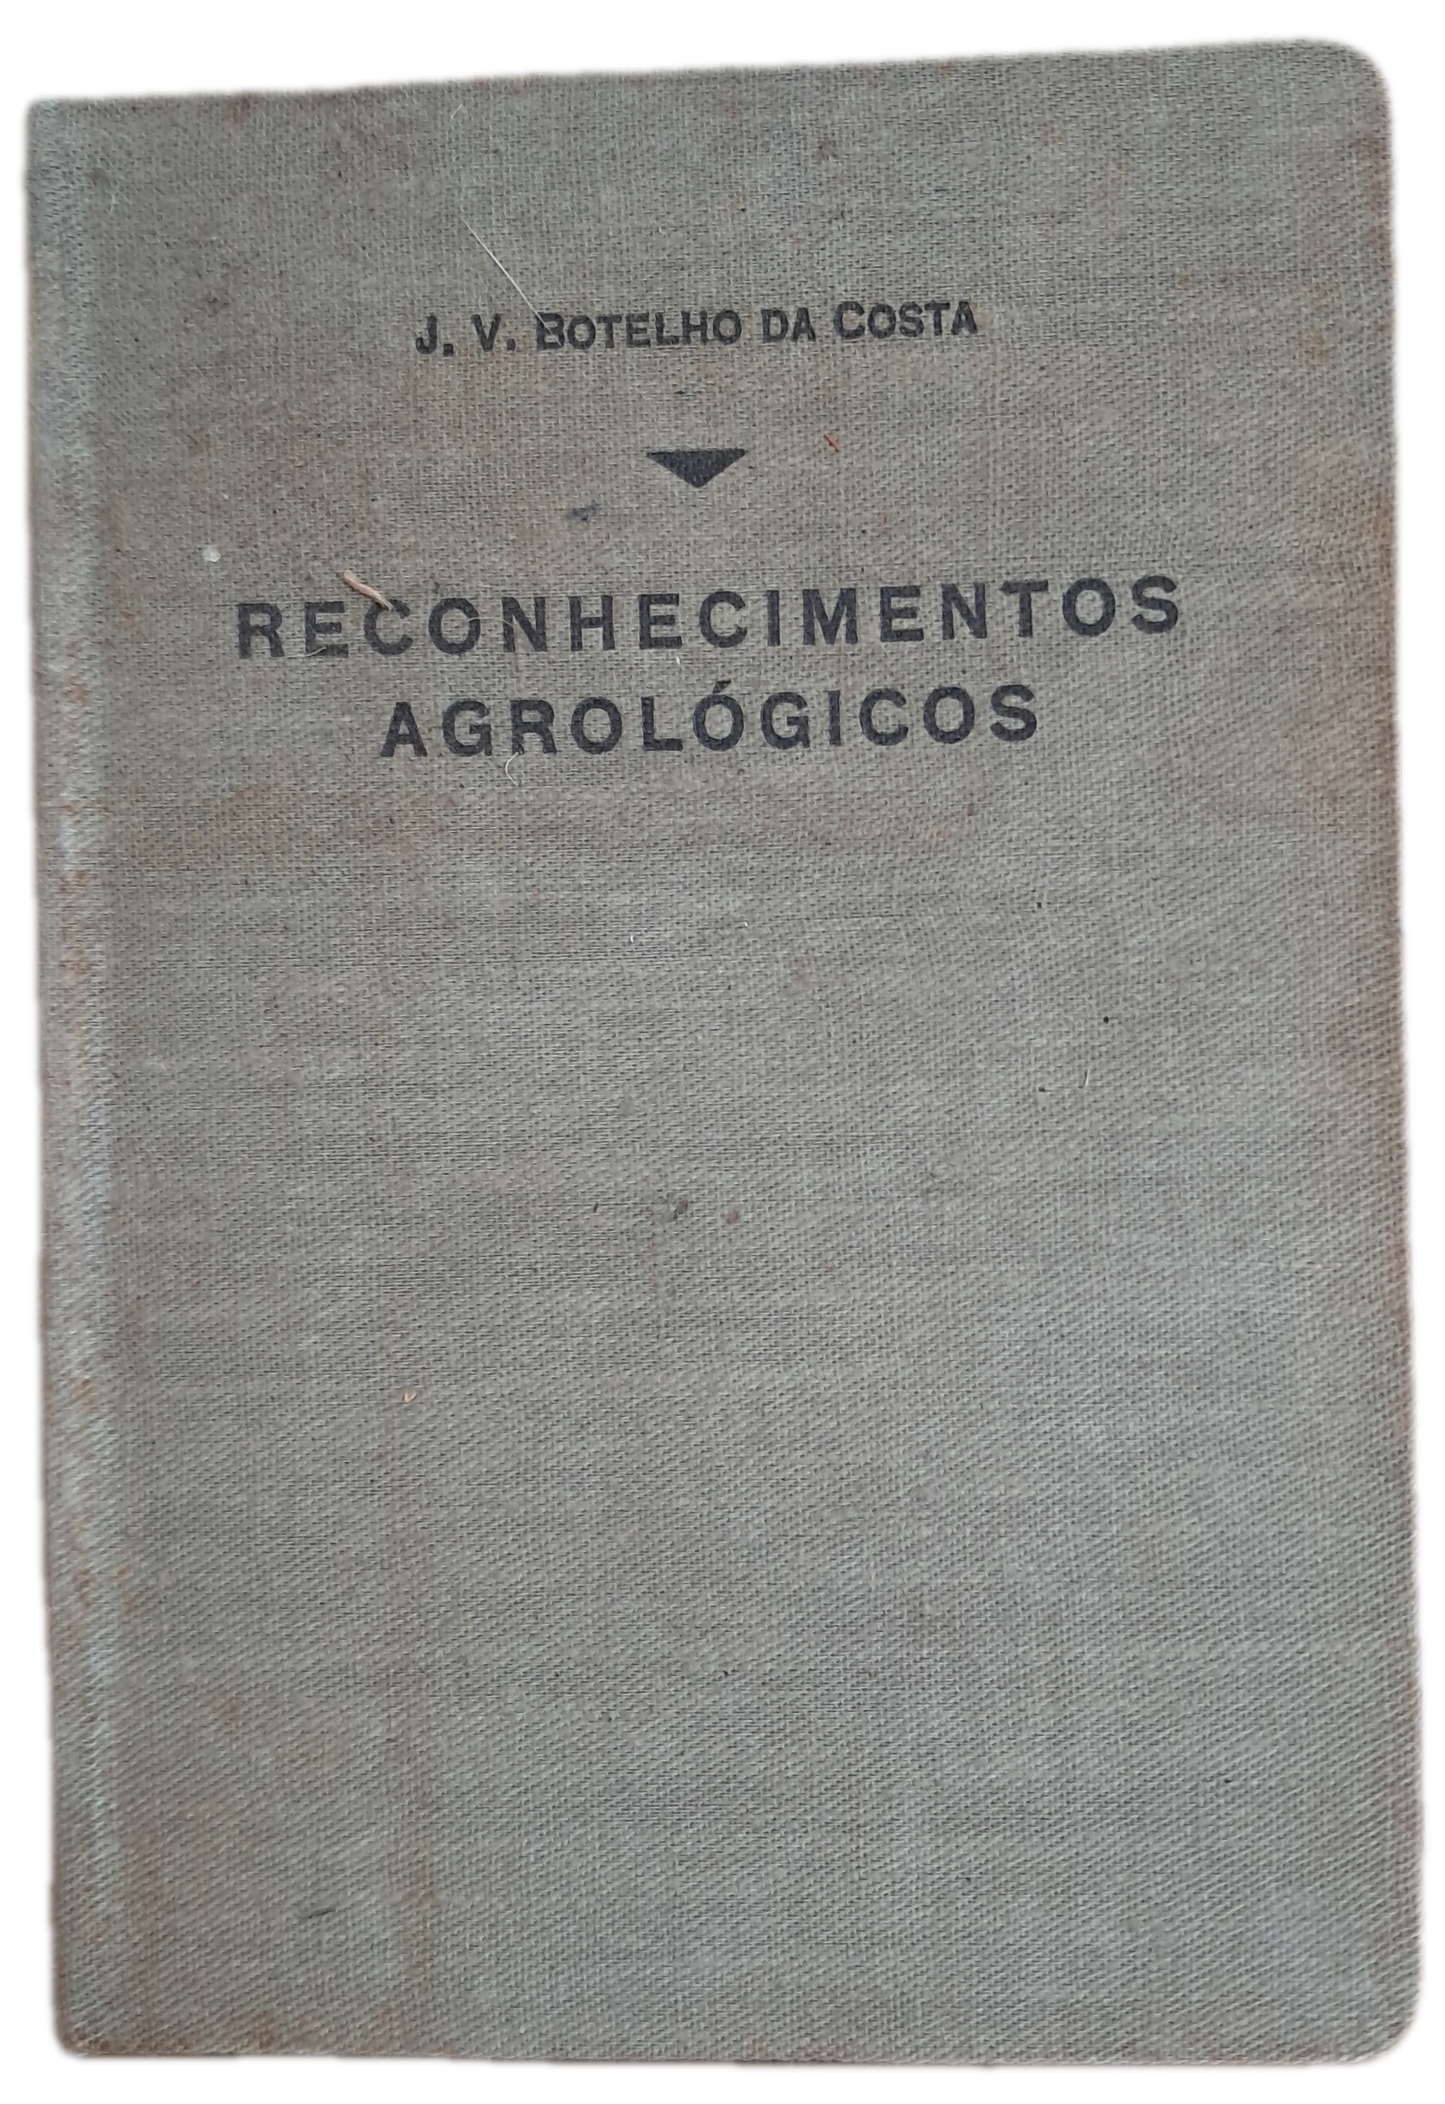 J. V. BOTELHO DA COSTA
RECONHECIMENTOS
AGROLÓGICOS